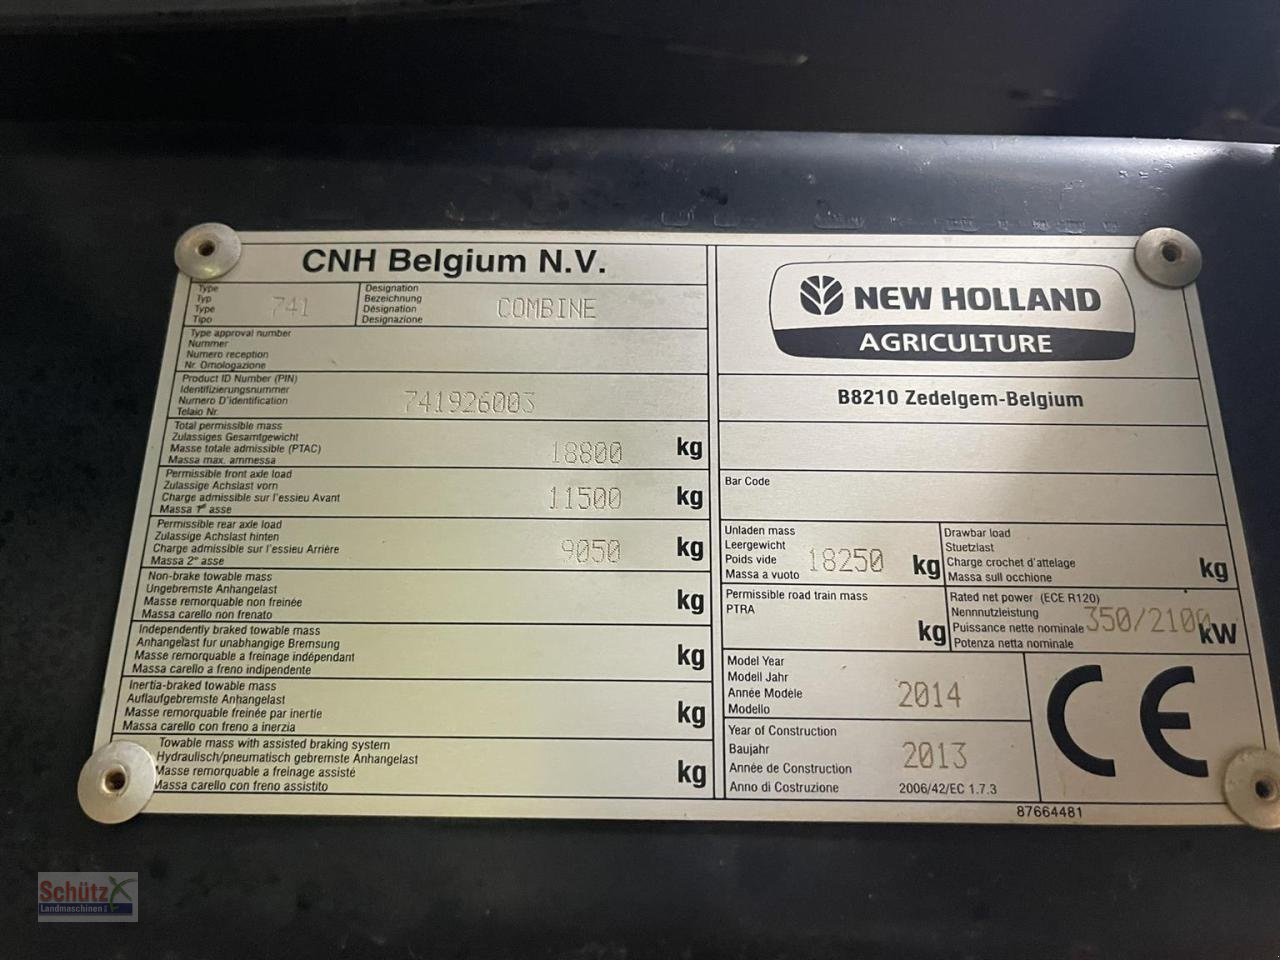 CNH Belgium N.V.
Type
Typ
Type
Tipo
741
Designation
Bezeichnung
Désignation
Designazione
COMBINE
Type approval number
Nummer
Numero reception
Nr. Omologazione
Product ID Number (PIN)
Identifizierungsnummer
Numero D'identification
Telaio Nr.
741926003
Total permissible mass
Zulassiges Gesamtgewicht
Masse totale admissible (PTAC)
Massa max. ammessa
18800 kg
Permissible front axle load
Zulassige Achslast vorn
Charge admissible sur l'essieu Avant
Massa 1ª asse
11500 kg
Permissible rear axle load
Zulassige Achslast hinten
Charge admissible sur l'essieu Arrière
Massa 2ª asse
9050 kg
Non-brake towable mass
Ungebremste Anhangelast
Masse remorquable non freinée
Massa carello non frenato
kg
Independently braked towable mass
Anhangelast fur unabhangige Bremsung
Masse remorquable a freinage indépendant
Massa carello a freno indipendente
kg
Inertia-braked towable mass
Auflaufgebremste Anhangelast
Masse remorquable freinée par inertie
Massa carello con freno a inerzia
kg
Towable mass with assisted braking system
Hydraulisch/pneumatisch gebremste Anhangelast
Masse remorquable a freinage assisté
Massa carello con freno assistito
kg
NEW HOLLAND
AGRICULTURE
B8210 Zedelgem-Belgium
Bar Code
Unladen mass
Leergewicht
Poids vide
Massa a vuoto
18250 kg
Drawbar load
Stuetzlast
Charge crochet d'attelage
Massa sull occhione
kg
Permissible road train mass
PTRA
kg
Rated net power (ECE R120)
Nennnutzleistung
Puissance nette nominale
Potenza netta nominale
350/2100 kW
Model Year
Modell Jahr
Année Modèle
Modello
2014
Year of Construction
Baujahr
Année de Construction
Anno di Costruzione
2013
2006/42/EC 1.7.3
CE
87664481
Schütz
Landmaschinen